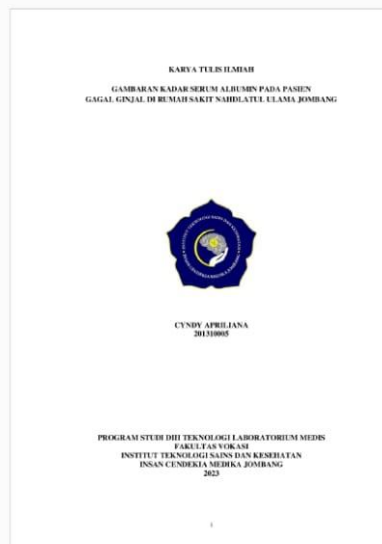 KARYA TULIS ILMIAH
GAMBARAN KADAR SERUM ALBUMIN PADA PASIEN
GAGAL GINJAL DI RUMAH SAKIT NAHDLATUL ULAMA JOMBANG
CYNDY APRILIANA
201310005
PROGRAM STUDI DIII TEKNOLOGI LABORATORIUM MEDIS
FAKULTAS VOKASI
INSTITUT TEKNOLOGI SAINS DAN KESEHATAN
INSAN CENDEKIA MEDIKA JOMBANG
2023